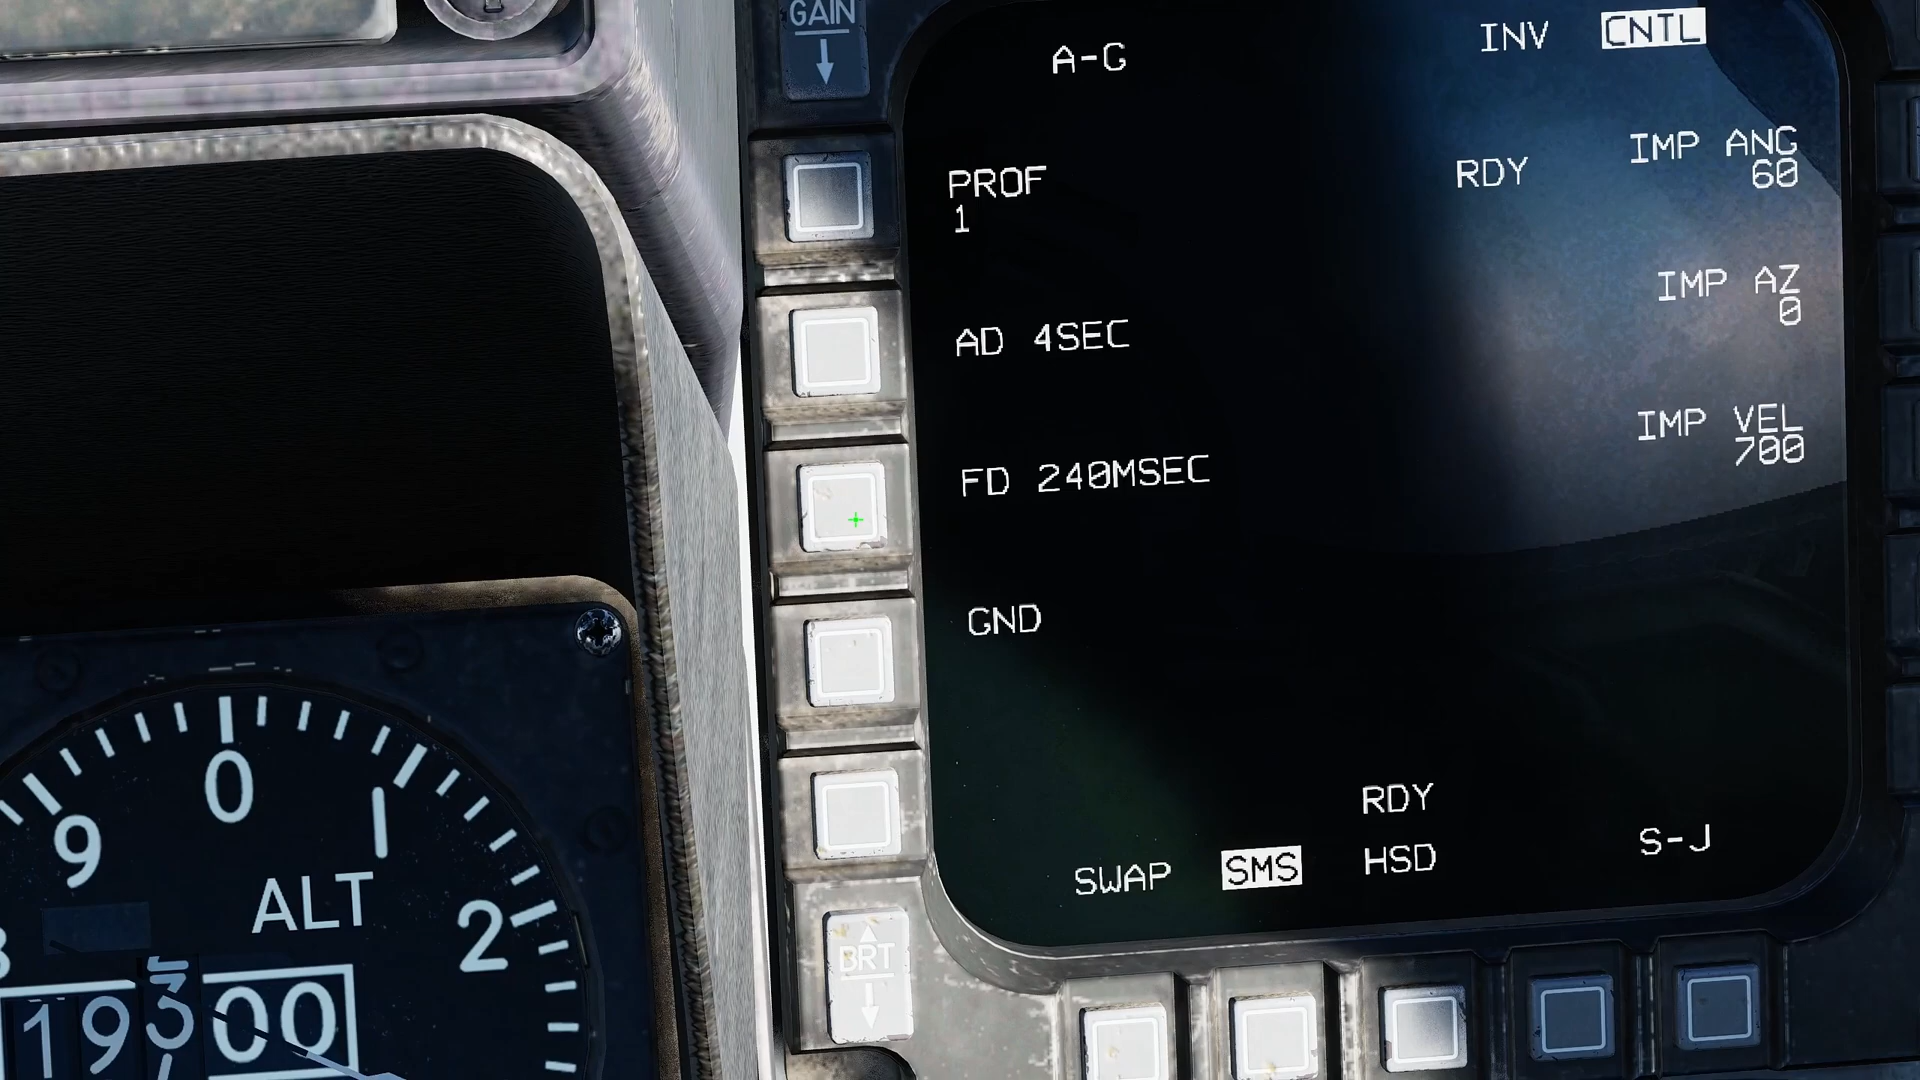 GAIN
A-G
INV CNTL
PROF
1
RDY
IMP ANG
60
IMP AZ
0
AD 4SEC
IMP VEL
700
FD 240MSEC
GND
RDY
SWAP SMS HSD S-J
BRT
0
1
9
ALT
2
19300